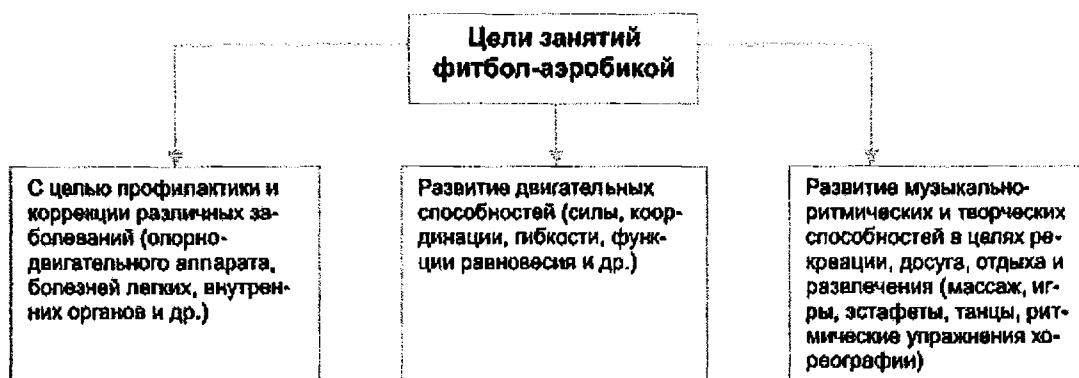 Цели занятий
фитбол-аэробикой
С целью профилактики и
коррекции различных за-
болеваний (опорно-
двигательного аппарата,
болезней легких, внутрен-
них органов и др.)
Развитие двигательных
способностей (силы, коор-
динации, гибкости, функ-
ции равновесия и др.)
Развитие музыкально-
ритмических и творческих
способностей в целях ре-
креации, досуга, отдыха и
развлечения (массаж, иг-
ры, эстафеты, танцы, рит-
мические упражнения хо-
реографии)